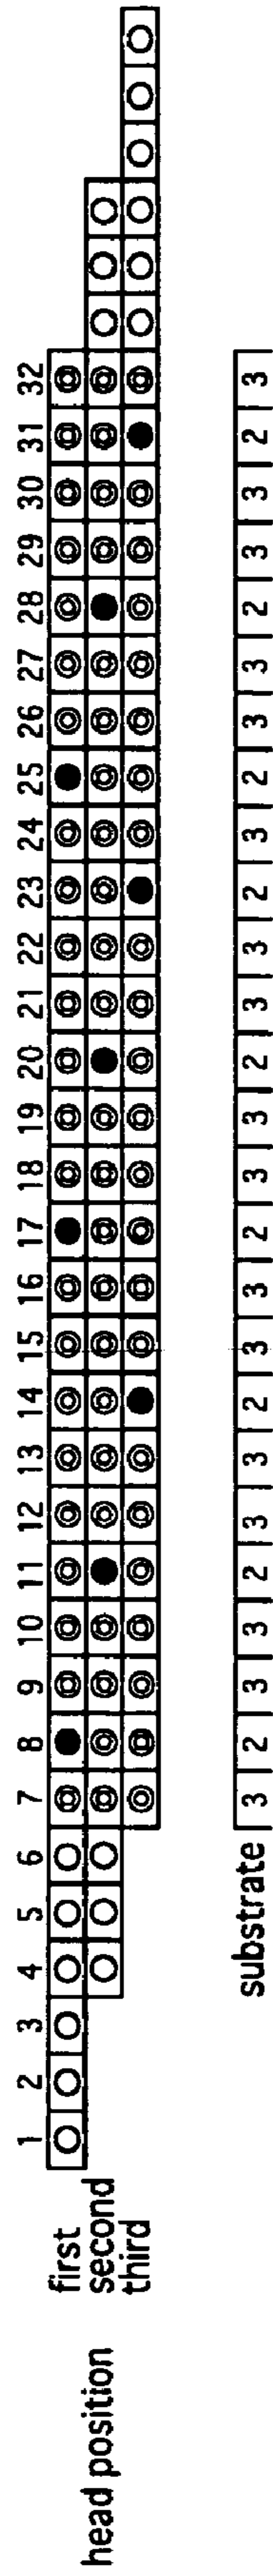 1 2 3 4 5 6 7 8 9 10 11 12 13 14 15 16 17 18 19 20 21 22 23 24 25 26 27 28 29 30 31 32
first
head position second
third
substrate 3 2 3 3 2 3 3 2 3 3 2 3 3 2 3 3 2 3 2 3 3 2 3 3 2 3